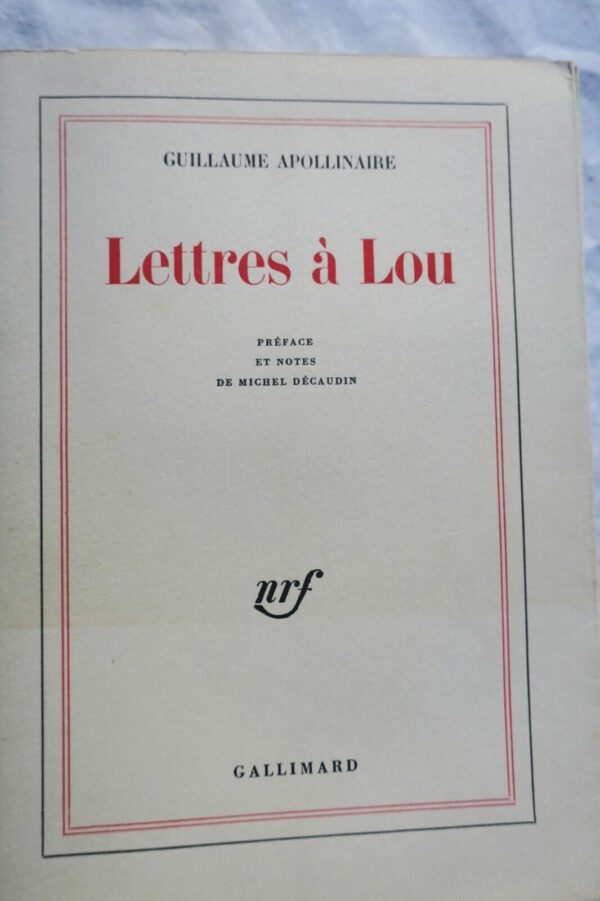 GUILLAUME APOLLINAIRE
Lettres à Lou
PRÉFACE
ET NOTES
DE MICHEL DÉCAUDIN
nrf
GALLIMARD